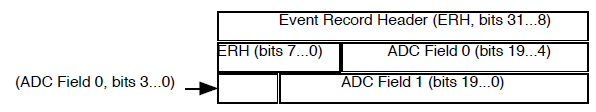 Event Record Header (ERH, bits 31...8)
ERH (bits 7...0) ADC Field 0 (bits 19...4)
(ADC Field 0, bits 3...0) ADC Field 1 (bits 19...0)